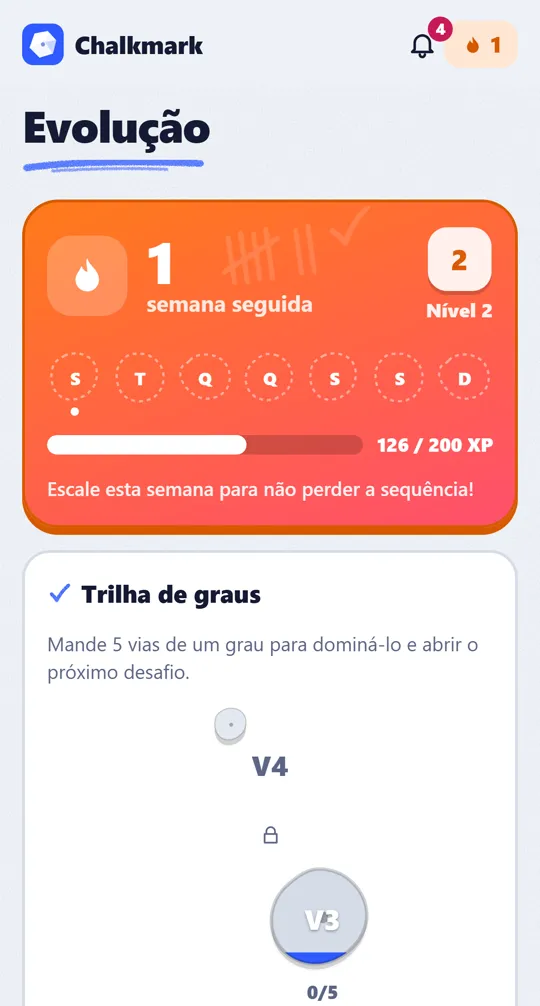 Chalkmark
4
1
Evolução
1
semana seguida
2
Nível 2
S T Q Q S S D
126 / 200 XP
Escale esta semana para não perder a sequência!
Trilha de graus
Mande 5 vias de um grau para dominá-lo e abrir o
próximo desafio.
V4
V3
0/5